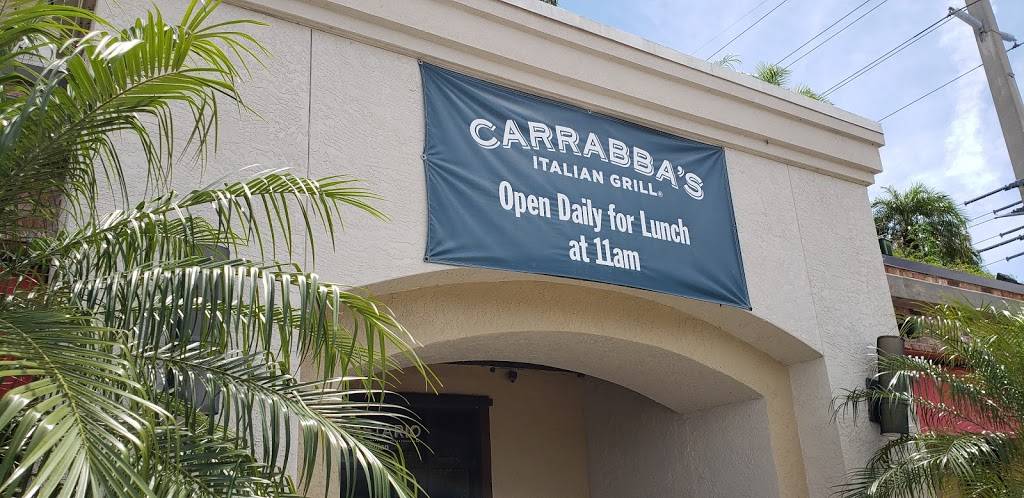 CARRABBA'S
ITALIAN GRILL®
Open Daily for Lunch
at 11am